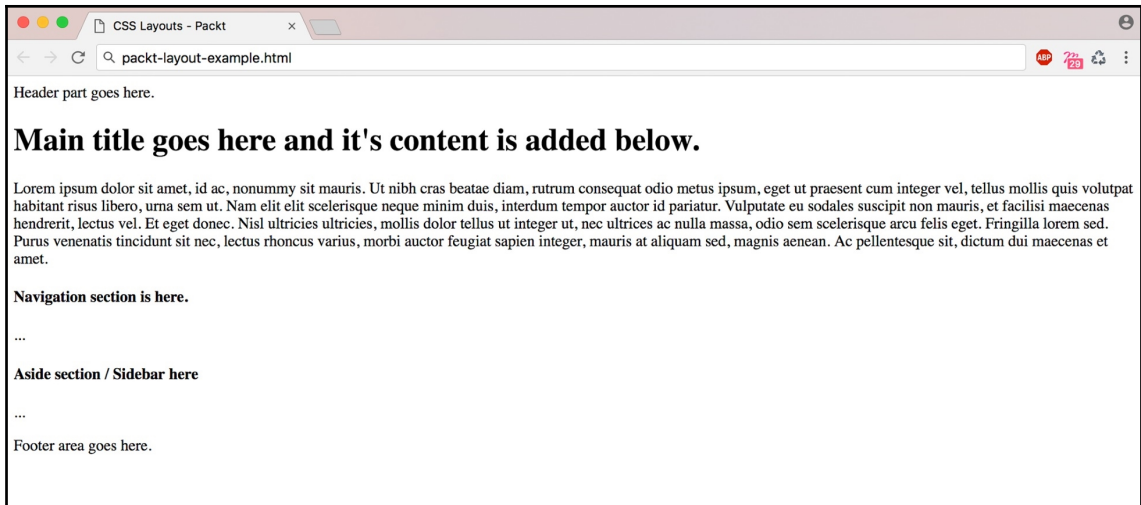 CSS Layouts - Packt
packt-layout-example.html
ABP
29
Header part goes here.
Main title goes here and it's content is added below.
Lorem ipsum dolor sit amet, id ac, nonummy sit mauris. Ut nibh cras beatae diam, rutrum consequat odio metus ipsum, eget ut praesent cum integer vel, tellus mollis quis volutpat
habitant risus libero, urna sem ut. Nam elit elit scelerisque neque minim duis, interdum tempor auctor id pariatur. Vulputate eu sodales suscipit non mauris, et facilisi maecenas
hendrerit, lectus vel. Et eget donec. Nisl ultricies ultricies, mollis dolor tellus ut integer ut, nec ultrices ac nulla massa, odio sem scelerisque arcu felis eget. Fringilla lorem sed.
Purus venenatis tincidunt sit nec, lectus rhoncus varius, morbi auctor feugiat sapien integer, mauris at aliquam sed, magnis aenean. Ac pellentesque sit, dictum dui maecenas et
amet.
Navigation section is here.
...
Aside section / Sidebar here
...
Footer area goes here.